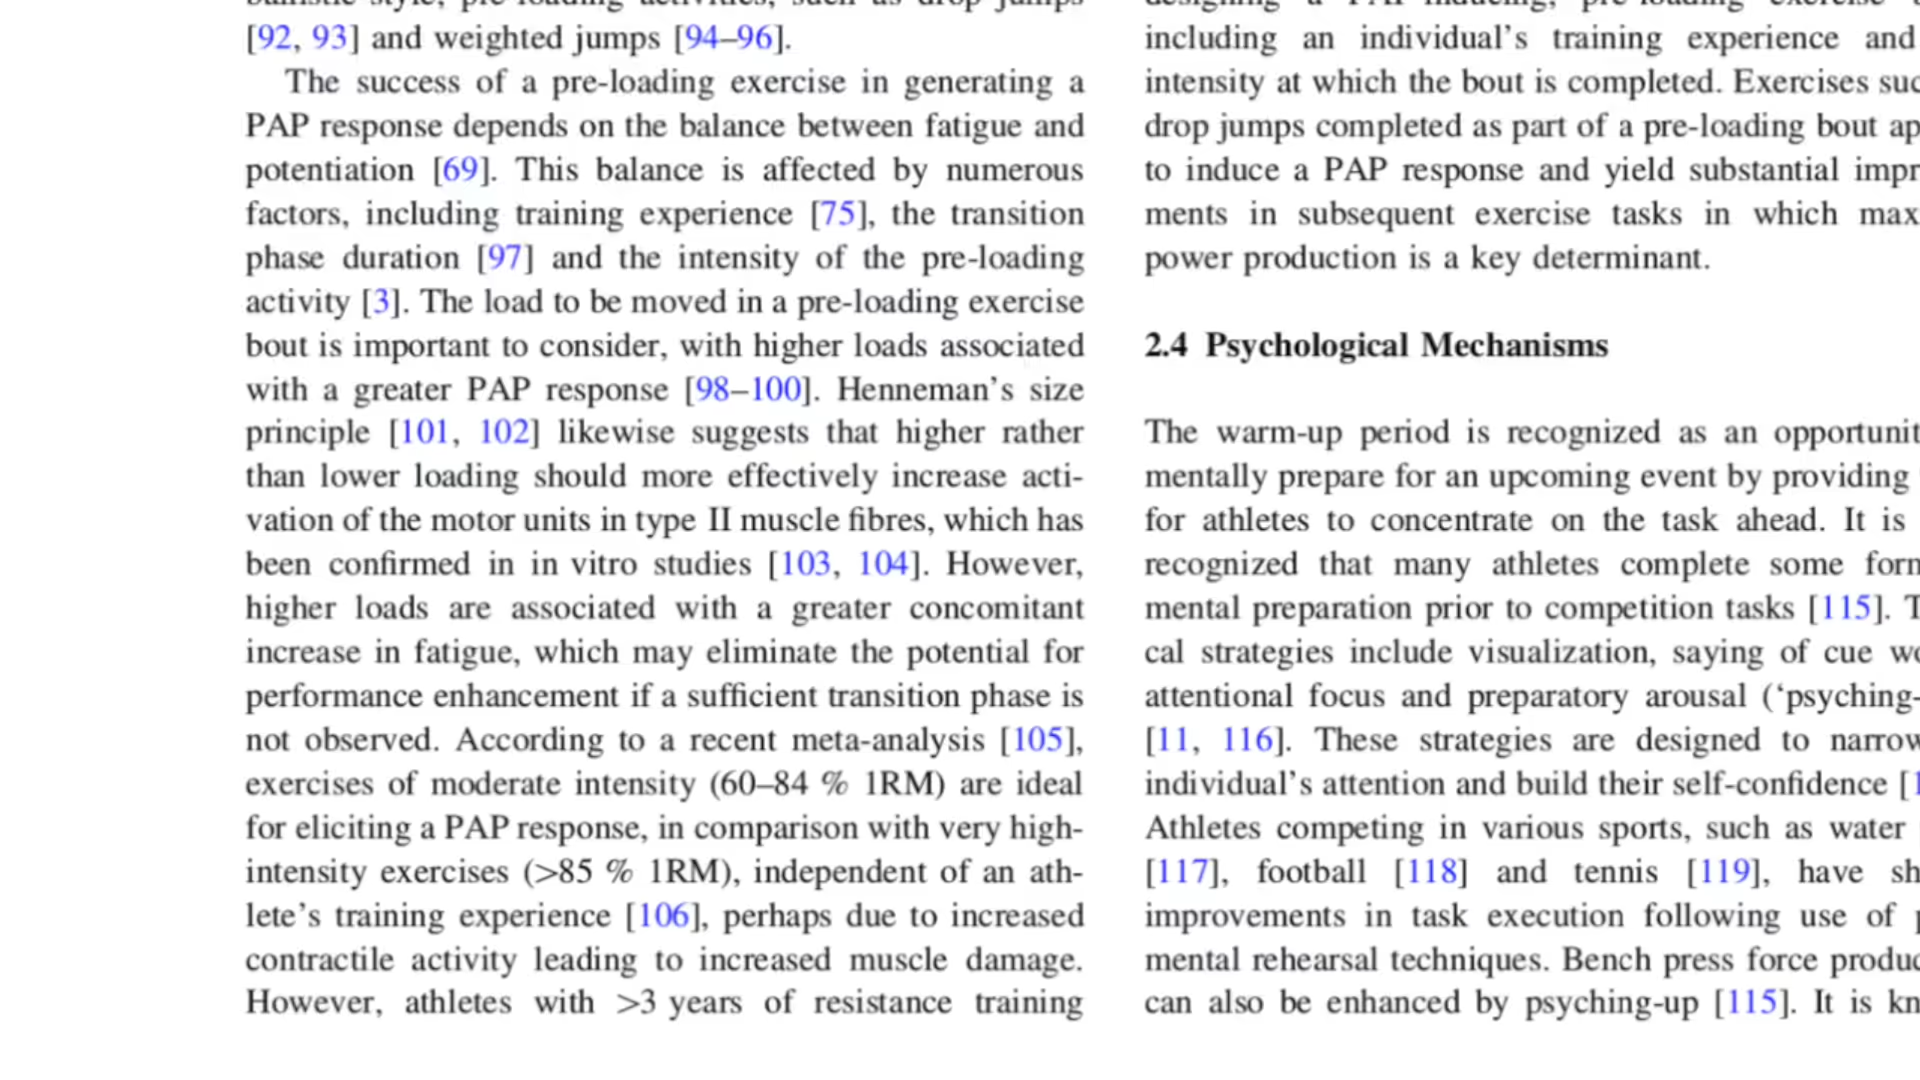 [92, 93] and weighted jumps [94–96].
The success of a pre-loading exercise in generating a
PAP response depends on the balance between fatigue and
potentiation [69]. This balance is affected by numerous
factors, including training experience [75], the transition
phase duration [97] and the intensity of the pre-loading
activity [3]. The load to be moved in a pre-loading exercise
bout is important to consider, with higher loads associated
with a greater PAP response [98–100]. Henneman's size
principle [101, 102] likewise suggests that higher rather
than lower loading should more effectively increase acti-
vation of the motor units in type II muscle fibres, which has
been confirmed in in vitro studies [103, 104]. However,
higher loads are associated with a greater concomitant
increase in fatigue, which may eliminate the potential for
performance enhancement if a sufficient transition phase is
not observed. According to a recent meta-analysis [105],
exercises of moderate intensity (60–84 % 1RM) are ideal
for eliciting a PAP response, in comparison with very high-
intensity exercises (>85 % 1RM), independent of an ath-
lete's training experience [106], perhaps due to increased
contractile activity leading to increased muscle damage.
However, athletes with >3 years of resistance training
including an individual's training experience and
intensity at which the bout is completed. Exercises
drop jumps completed as part of a pre-loading bout
to induce a PAP response and yield substantial
ments in subsequent exercise tasks in which
power production is a key determinant.
2.4 Psychological Mechanisms
The warm-up period is recognized as an
mentally prepare for an upcoming event by providing
for athletes to concentrate on the task ahead. It is
recognized that many athletes complete some
mental preparation prior to competition tasks [115].
cal strategies include visualization, saying of cue
attentional focus and preparatory arousal ('psyching-
[11, 116]. These strategies are designed to
individual's attention and build their self-confidence
Athletes competing in various sports, such as water
[117], football [118] and tennis [119], have
improvements in task execution following use of
mental rehearsal techniques. Bench press force
can also be enhanced by psyching-up [115]. It is